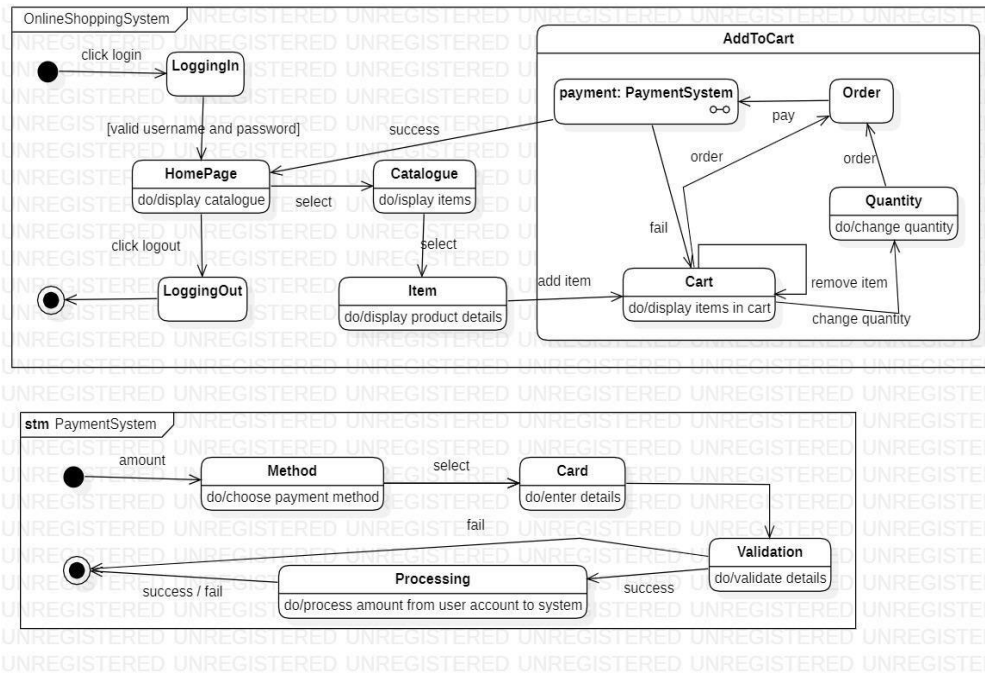 OnlineShoppingSystem
click login
LoggingIn
[valid username and password]
HomePage
do/display catalogue
select
Catalogue
do/isplay items
success
click logout
LoggingOut
select
Item
do/display product details
add item
AddToCart
payment: PaymentSystem
Order
pay
order
order
Quantity
do/change quantity
fail
Cart
do/display items in cart
remove item
change quantity
stm PaymentSystem
amount
Method
do/choose payment method
select
Card
do/enter details
fail
Validation
do/validate details
success
Processing
do/process amount from user account to system
success / fail
UNREGISTERED UNREGISTERED UNREGISTERED UNREGISTERED UNREGISTERED